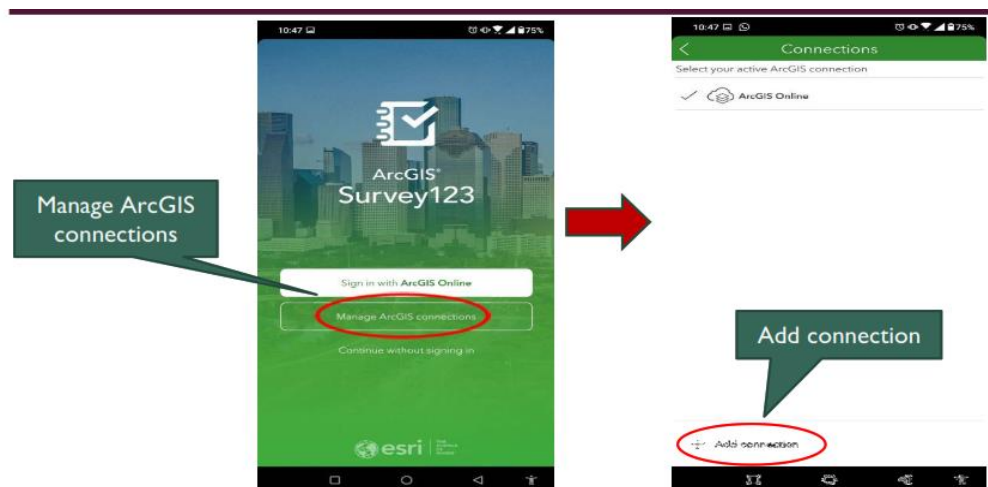 10:47
75%
ArcGIS®
Survey123
Manage ArcGIS
connections
Sign in with ArcGIS Online
Manage ArcGIS connections
Continue without signing in
esri
10:47
75%
Connections
Select your active ArcGIS connection
ArcGIS Online
Add connection
Add connection